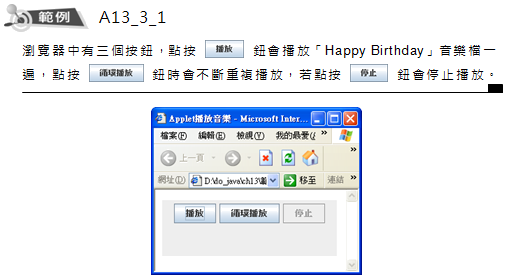 範例 A13_3_1
瀏覽器中有三個按鈕，點按 播放 鈕會播放「Happy Birthday」音樂檔一
遍，點按 循環播放 鈕時會不斷重複播放，若點按 停止 鈕會停止播放。
Applet播放音樂 - Microsoft Inter...
檔案(F) 編輯(E) 檢視(V) 我的最愛(A) »
上一頁 »
網址(D) D:\do_java\ch13\範 移至 連結 »
播放 循環播放 停止